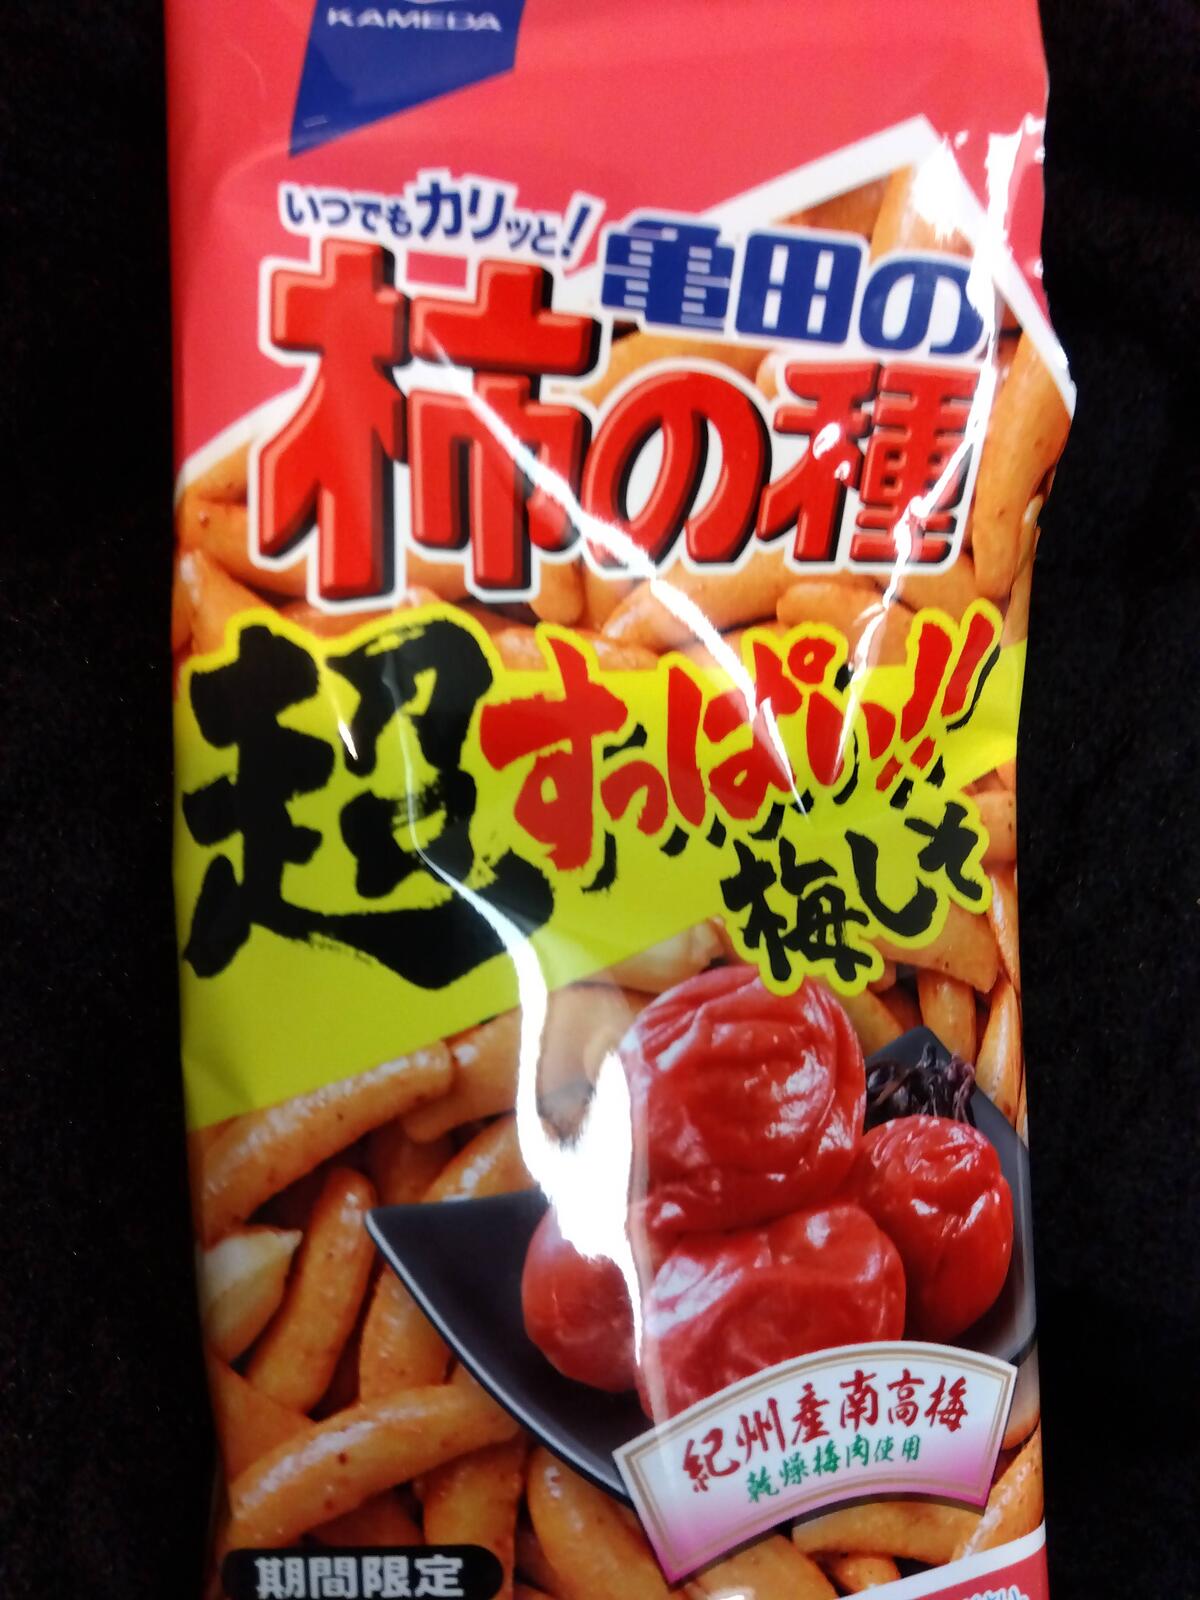 KAMEDA
いつでもカリッと!
亀田の
柿の種
超すっぱい!!
梅しそ
紀州産南高梅
乾燥梅肉使用
期間限定